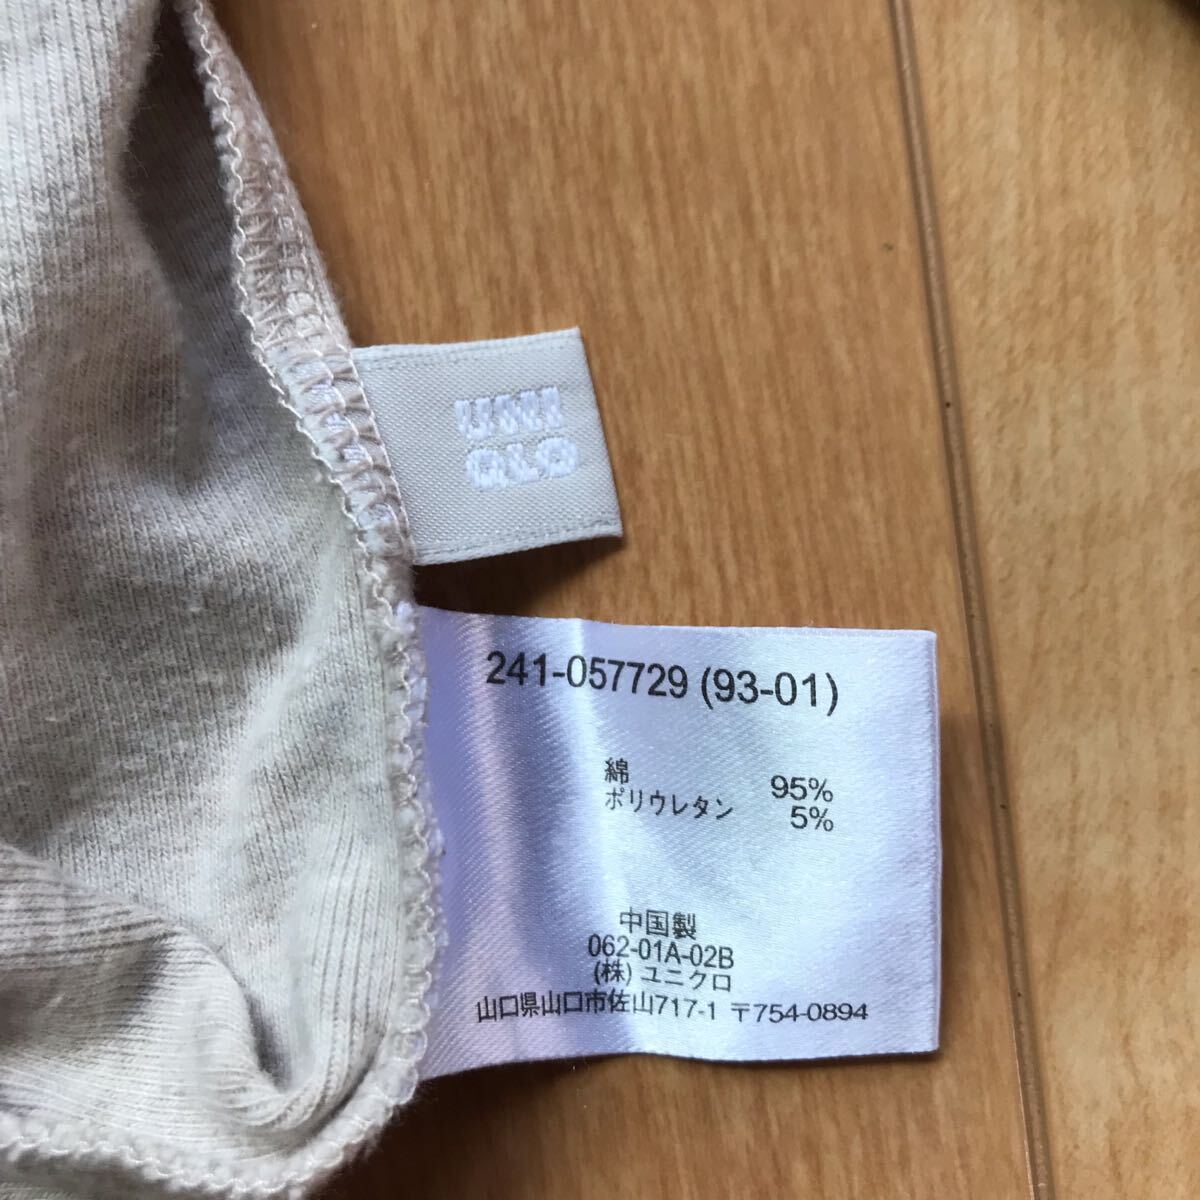 UNI
QLO
241-057729 (93-01)
綿 95%
ポリウレタン 5%
中国製
062-01A-02B
(株) ユニクロ
山口県山口市佐山717-1 〒754-0894